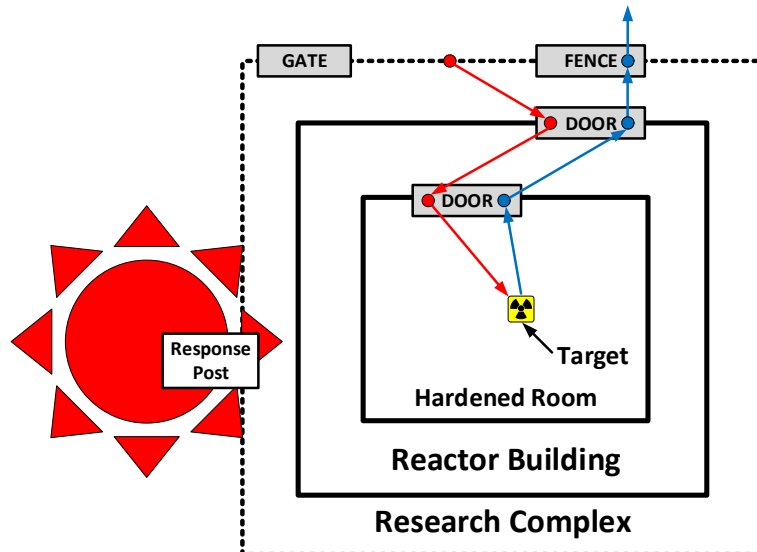 GATE
FENCE
DOOR
DOOR
Response
Post
Target
Hardened Room
Reactor Building
Research Complex